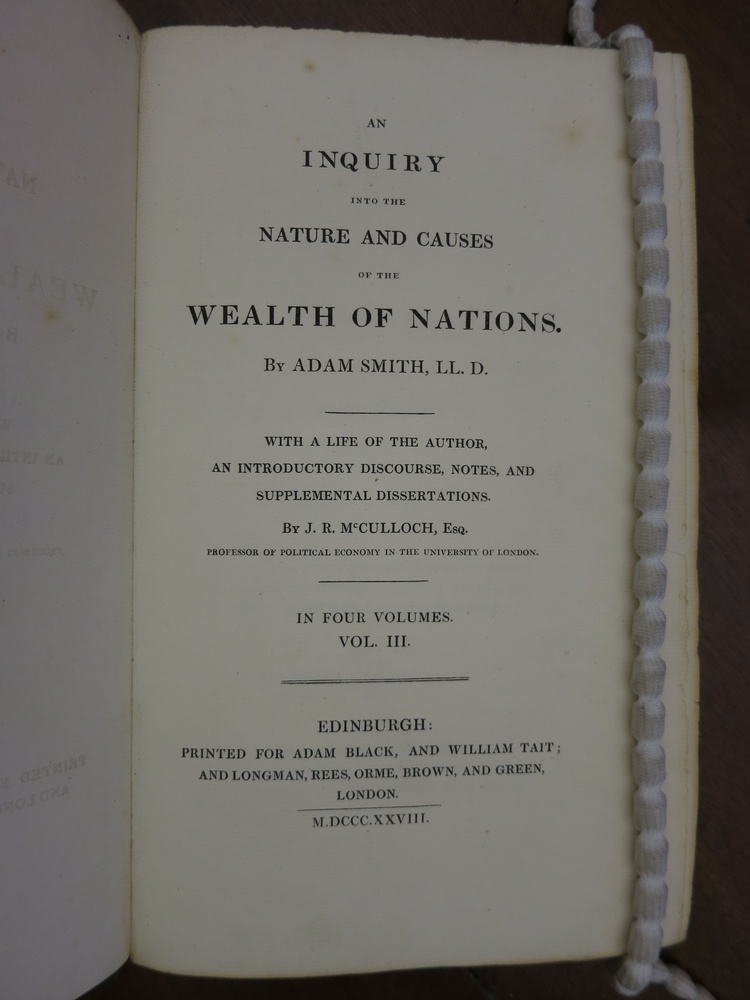 AN
INQUIRY
INTO THE
NATURE AND CAUSES
OF THE
WEALTH OF NATIONS.
By ADAM SMITH, LL. D.
WITH A LIFE OF THE AUTHOR,
AN INTRODUCTORY DISCOURSE, NOTES, AND
SUPPLEMENTAL DISSERTATIONS.
By J. R. MᶜCULLOCH, Esq.
PROFESSOR OF POLITICAL ECONOMY IN THE UNIVERSITY OF LONDON.
IN FOUR VOLUMES.
VOL. III.
EDINBURGH:
PRINTED FOR ADAM BLACK, AND WILLIAM TAIT;
AND LONGMAN, REES, ORME, BROWN, AND GREEN,
LONDON.
M.DCCC.XXVIII.